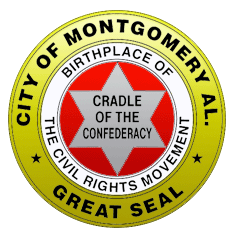 CITY OF MONTGOMERY AL.
BIRTHPLACE OF
CRADLE
OF THE
CONFEDERACY
THE CIVIL RIGHTS MOVEMENT
GREAT SEAL